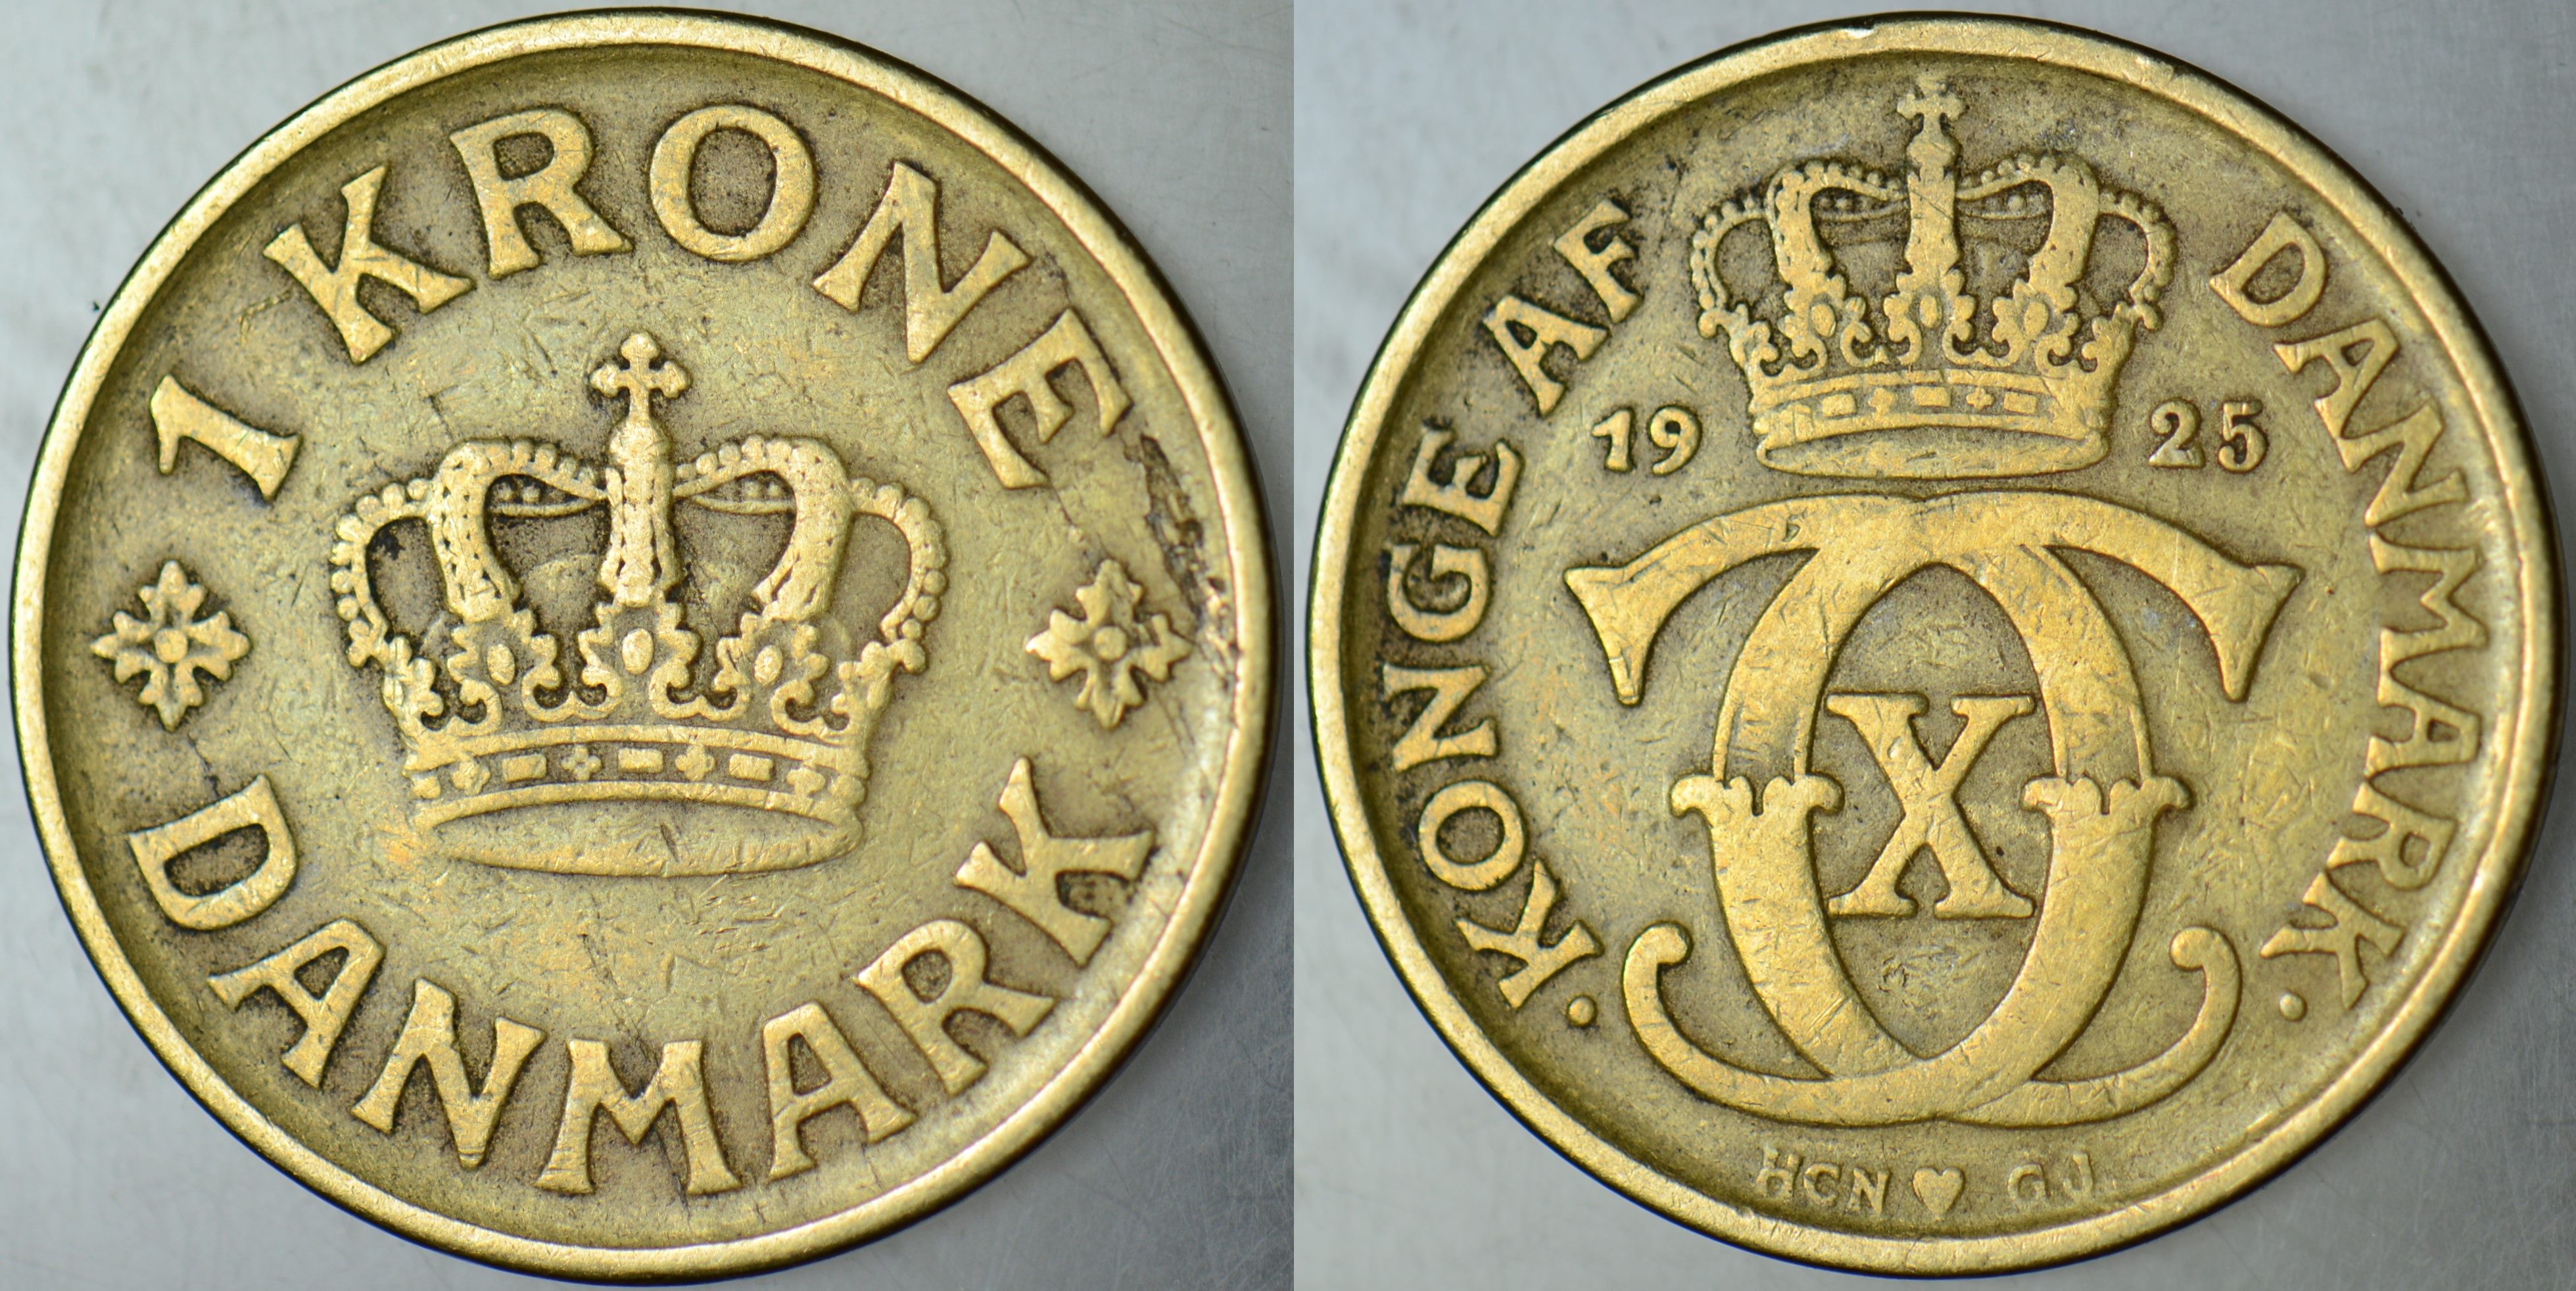 1 KRONE
DANMARK
· KONGE AF DANMARK ·
19 25
X
HCN ♥ GJ